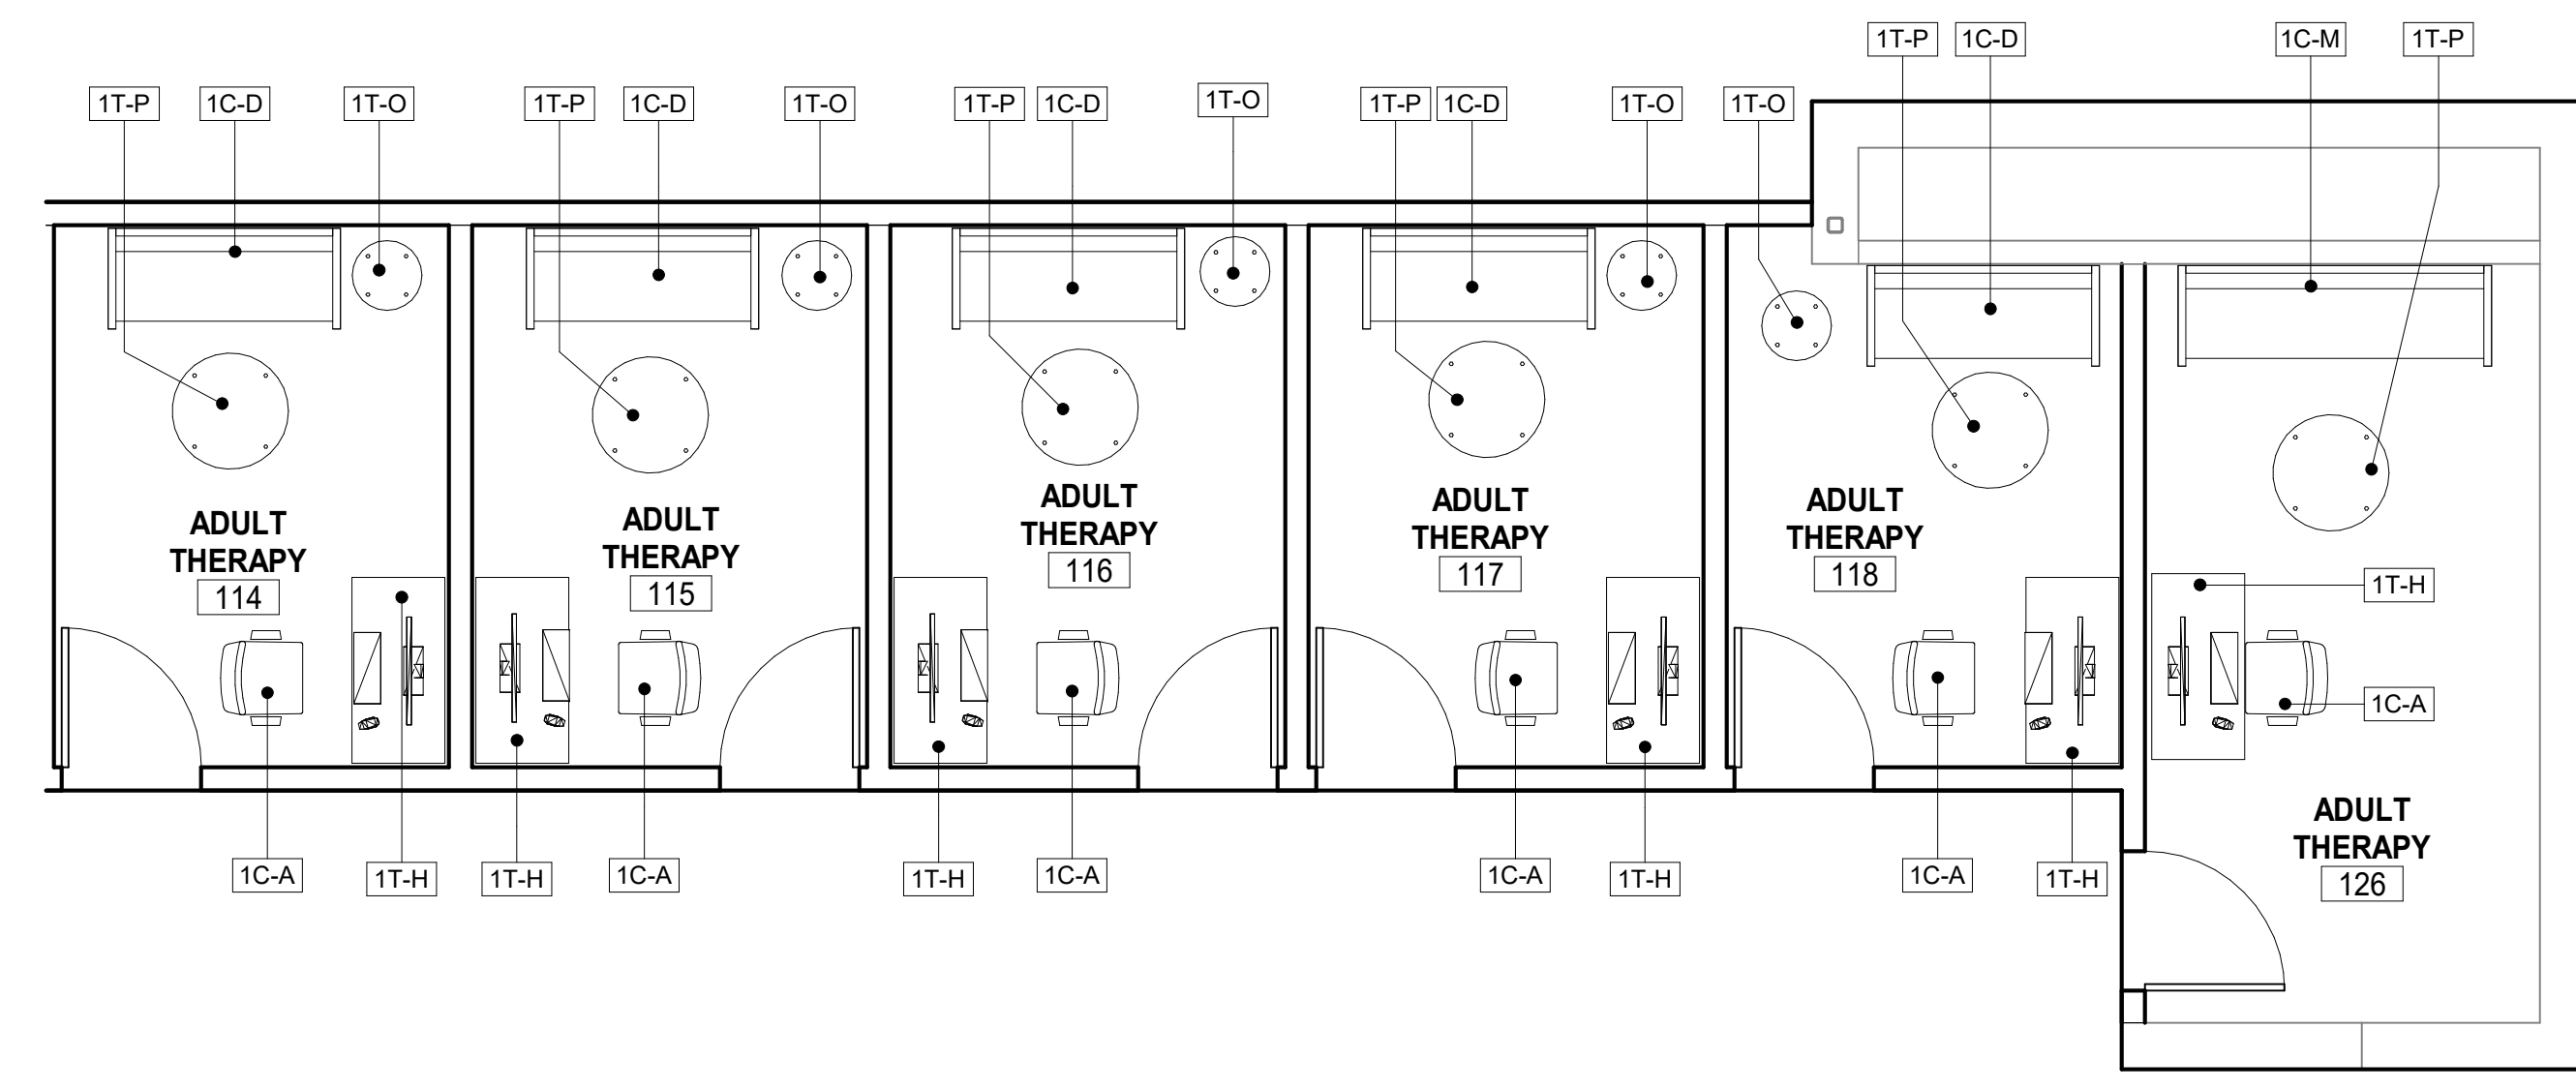 1T-P 1C-D 1C-M 1T-P
1T-P 1C-D 1T-O 1T-P 1C-D 1T-O 1T-P 1C-D 1T-O 1T-P 1C-D 1T-O 1T-O
ADULT
THERAPY
114
ADULT
THERAPY
115
ADULT
THERAPY
116
ADULT
THERAPY
117
ADULT
THERAPY
118
1T-H
1C-A
ADULT
THERAPY
126
1C-A 1T-H 1T-H 1C-A 1T-H 1C-A 1C-A 1T-H 1C-A 1T-H